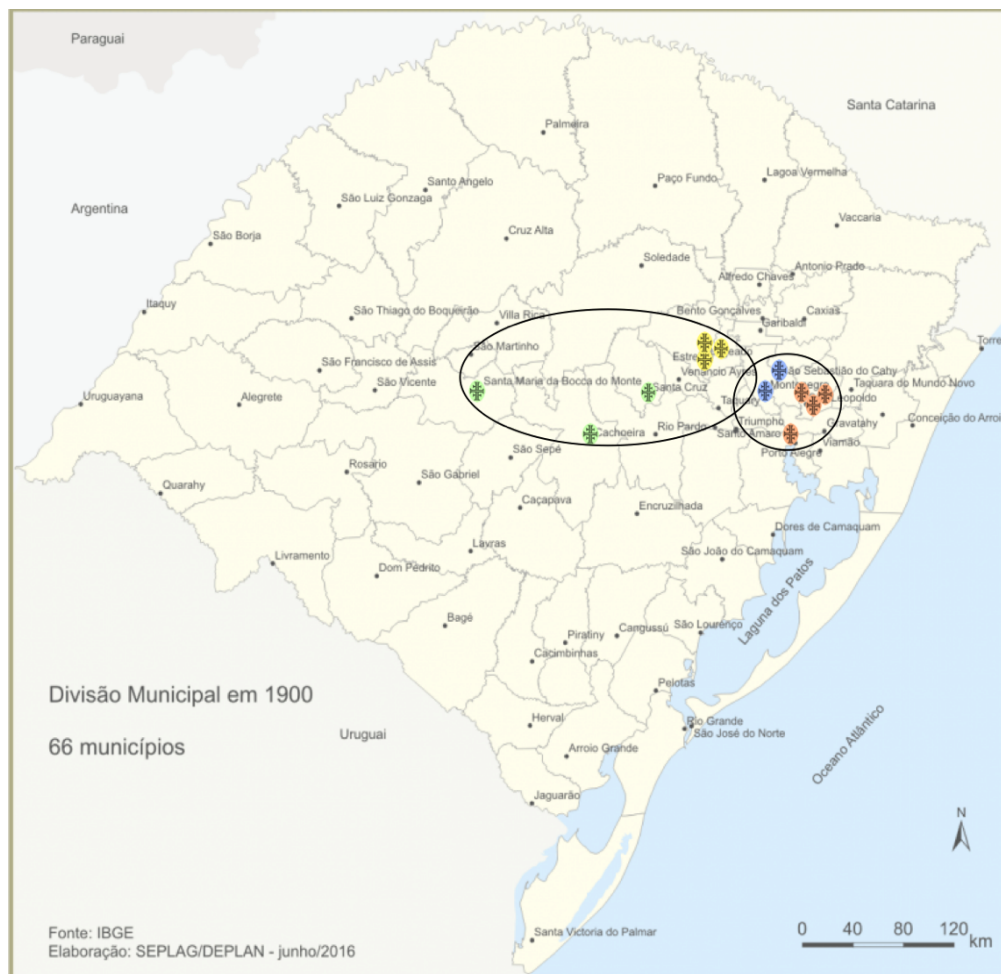 Paraguai
Santa Catarina
Palmeira
Lagoa Vermelha
Paço Fundo
Santo Angelo
São Luiz Gonzaga
Argentina
Vaccaria
Cruz Alta
São Borja
Soledade
Antonio Prado
Alfredo Chaves
Itaquy
São Thiago do Boqueirão
Villa Rica
Bento Gonçalves
Caxias
Garibaldi
Torre
São Martinho
São Francisco de Assis
São Sebastião do Cahy
Venancio Ayres
São Vicente
Santa Maria da Bocca do Monte
Santa Cruz
Montenegro
Taquara do Mundo Novo
Uruguayana
Alegrete
Leopoldo
Taquary
Conceição do Arroi
Triumpho
Gravatahy
Cachoeira
Rio Pardo
Santo Amaro
Viamão
Porto Alegre
São Sepé
Rosario
São Gabriel
Quarahy
Caçapava
Encruzilhada
Dores de Camaquam
Lavras
São João do Camaquam
Livramento
Dom Pedrito
Laguna dos Patos
Bagé
São Lourenço
Cangussú
Piratiny
Cacimbinhas
Pelotas
Divisão Municipal em 1900
66 municípios
Uruguai
Herval
Rio Grande
São José do Norte
Oceano Atlântico
Arroio Grande
Jaguarão
N
Santa Victoria do Palmar
0 40 80 120
km
Fonte: IBGE
Elaboração: SEPLAG/DEPLAN - junho/2016